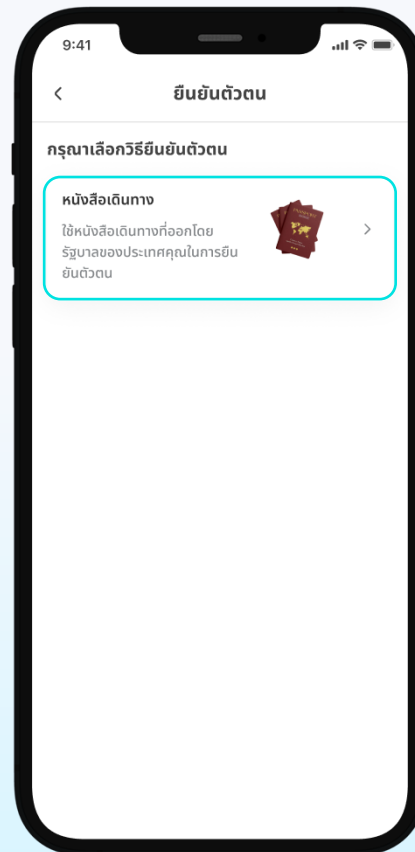 9:41
ยืนยันตัวตน
กรุณาเลือกวิธียืนยันตัวตน
หนังสือเดินทาง
ใช้หนังสือเดินทางที่ออกโดย
รัฐบาลของประเทศคุณในการยืน
ยันตัวตน